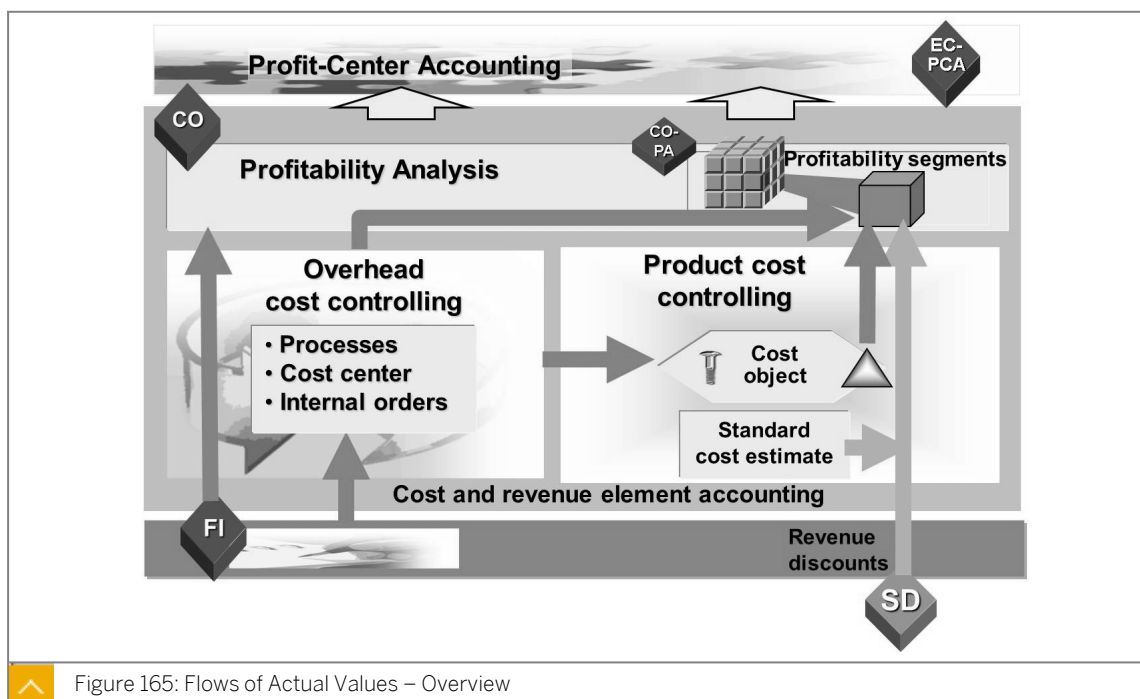 Profit-Center Accounting
EC-
PCA
CO
CO-
PA
Profitability Analysis
Profitability segments
Overhead
cost controlling
• Processes
• Cost center
• Internal orders
Product cost
controlling
Cost
object
Standard
cost estimate
Cost and revenue element accounting
FI
Revenue
discounts
SD
Figure 165: Flows of Actual Values – Overview